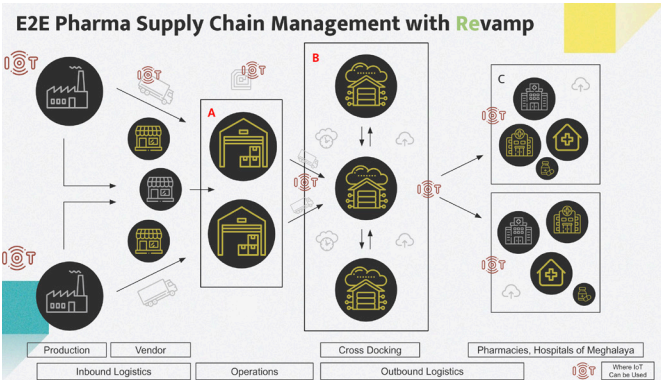 E2E Pharma Supply Chain Management with Revamp
IOT
IOT
IOT
B
C
A
IOT
IOT
IOT
IOT
IOT
Production
Vendor
Cross Docking
Pharmacies, Hospitals of Meghalaya
Inbound Logistics
Operations
Outbound Logistics
IOT
Where IoT
Can be Used